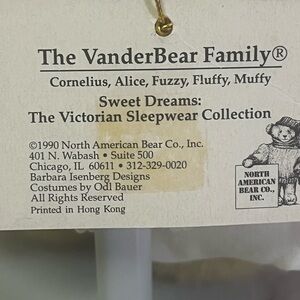 The VanderBear Family®
Cornelius, Alice, Fuzzy, Fluffy, Muffy
Sweet Dreams:
The Victorian Sleepwear Collection
©1990 North American Bear Co., Inc.
401 N. Wabash • Suite 500
Chicago, IL 60611 • 312-329-0020
Barbara Isenberg Designs
Costumes by Odl Bauer
All Rights Reserved
Printed in Hong Kong
NORTH
AMERICAN
BEAR CO.,
INC.